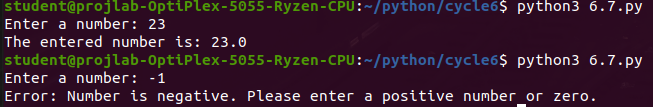 student@projlab-OptiPlex-5055-Ryzen-CPU:~/python/cycle6$ python3 6.7.py
Enter a number: 23
The entered number is: 23.0
student@projlab-OptiPlex-5055-Ryzen-CPU:~/python/cycle6$ python3 6.7.py
Enter a number: -1
Error: Number is negative. Please enter a positive number or zero.